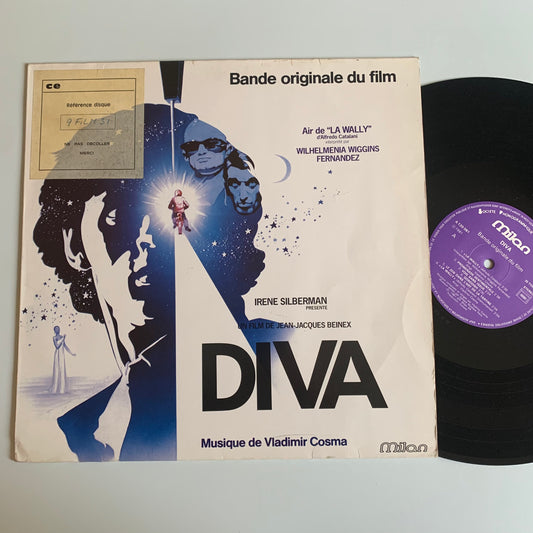 ce
Référence disque
9 FILM S1
NE PAS DECOLLER
MERCI
Bande originale du film
Air de "LA WALLY"
d'Alfredo Catalani
interprété par
WILHELMENIA WIGGINS
FERNANDEZ
IRENE SILBERMAN
PRESENTE
UN FILM DE JEAN-JACQUES BEINEX
DIVA
Musique de Vladimir Cosma
milan
milan
Bande originale du film
DIVA
A